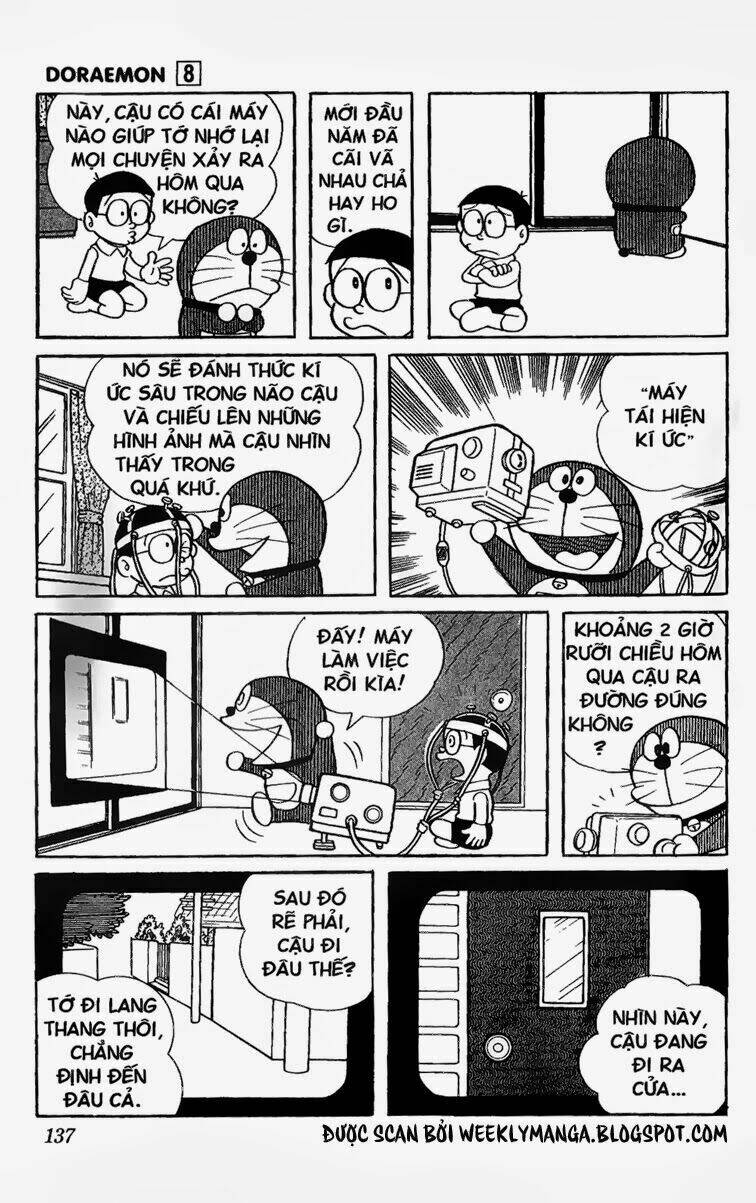 DORAEMON 8
MỚI ĐẦU
NĂM ĐÃ
CÃI VÃ
NHAU CHẢ
HAY HO
GÌ.
NÀY, CẬU CÓ CÁI MÁY
NÀO GIÚP TỚ NHỚ LẠI
MỌI CHUYỆN XẢY RA
HÔM QUA
KHÔNG?
"MÁY
TÁI HIỆN
KÍ ỨC"
NÓ SẼ ĐÁNH THỨC KÍ
ỨC SÂU TRONG NÃO CẬU
VÀ CHIẾU LÊN NHỮNG
HÌNH ẢNH MÀ CẬU NHÌN
THẤY TRONG
QUÁ KHỨ.
KHOẢNG 2 GIỜ
RƯỠI CHIỀU HÔM
QUA CẬU RA
ĐƯỜNG ĐÚNG
KHÔNG
?
ĐẤY! MÁY
LÀM VIỆC
RỒI KÌA!
NHÌN NÀY,
CẬU ĐANG
ĐI RA
CỬA...
SAU ĐÓ
RẼ PHẢI,
CẬU ĐI
ĐÂU THẾ?
TỚ ĐI LANG
THANG THÔI,
CHẲNG
ĐỊNH ĐẾN
ĐÂU CẢ.
137
ĐƯỢC SCAN BỞI WEEKLYMANGA.BLOGSPOT.COM